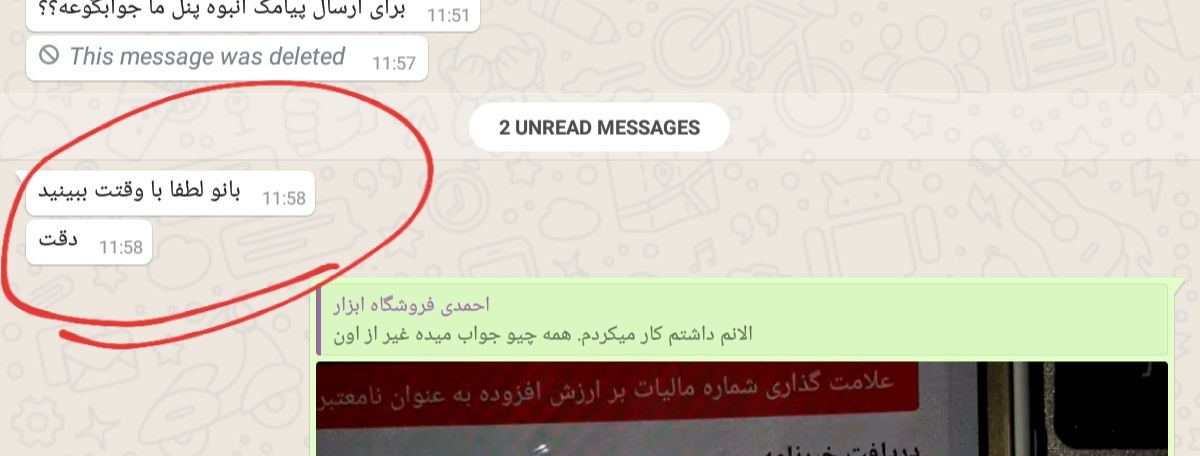 برای ارسال پیامک انبوه پنل ما جوابگوعه؟؟ 11:51
This message was deleted 11:57
2 UNREAD MESSAGES
بانو لطفا با وقتت ببینید 11:58
دقت 11:58
احمدی فروشگاه ابزار
الانم داشتم کار میکردم. همه چیو جواب میده غیر از اون
علامت گذاری شماره مالیات بر ارزش افزوده به عنوان نامعتبر
دریافت خبرنامه